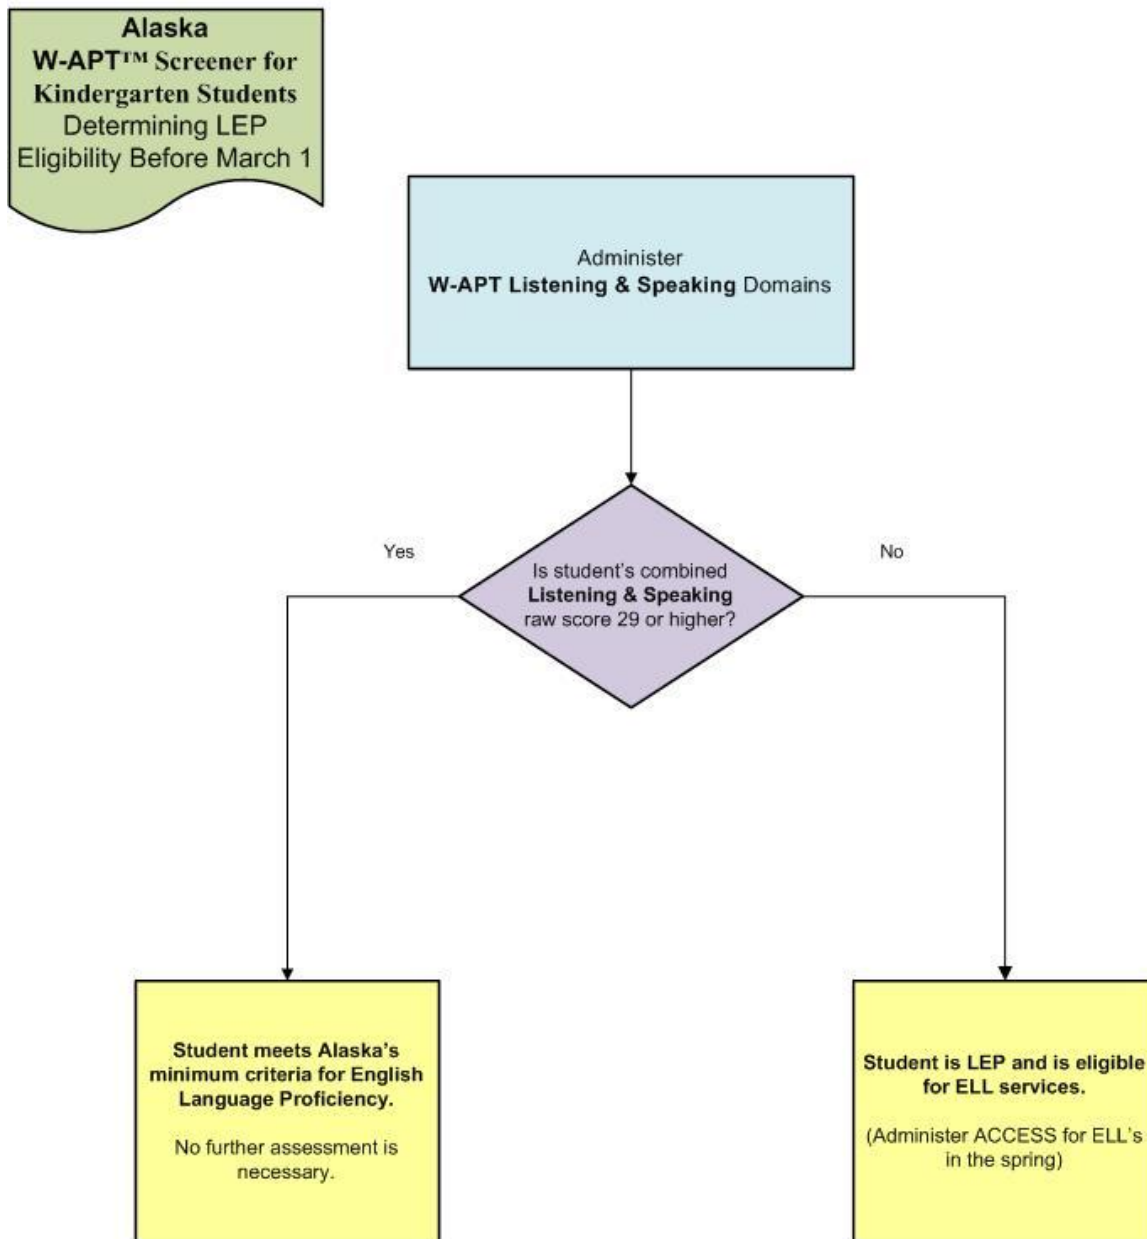 Alaska
W-APT™ Screener for
Kindergarten Students
Determining LEP
Eligibility Before March 1
Administer
W-APT Listening & Speaking Domains
Yes
No
Is student's combined
Listening & Speaking
raw score 29 or higher?
Student meets Alaska's
minimum criteria for English
Language Proficiency.
No further assessment is
necessary.
Student is LEP and is eligible
for ELL services.
(Administer ACCESS for ELL's
in the spring)